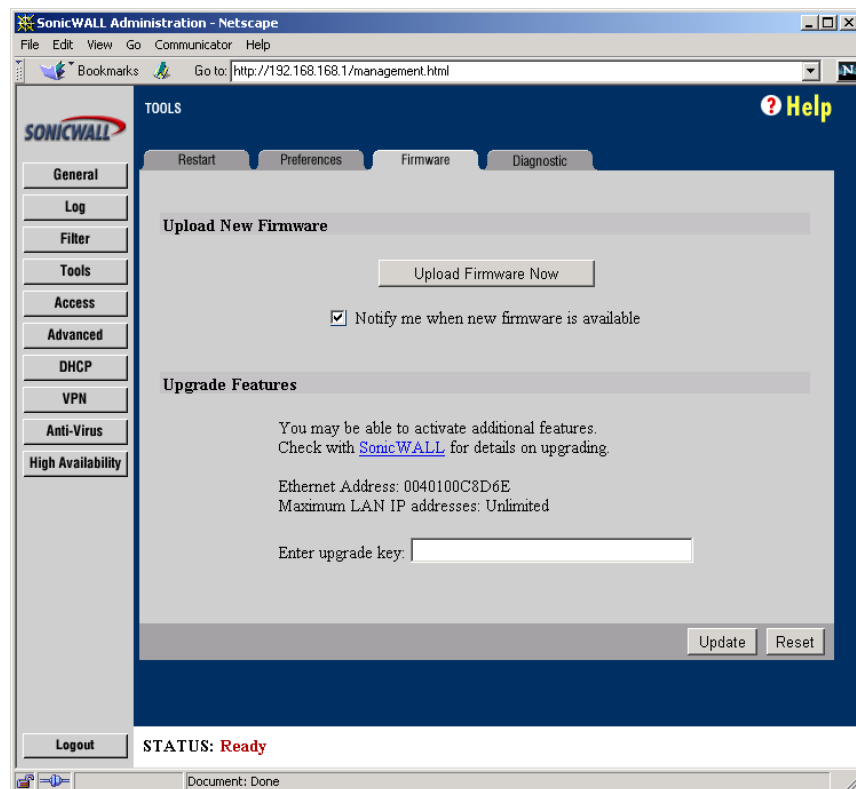 SonicWALL Administration - Netscape
File Edit View Go Communicator Help
Bookmarks Go to: http://192.168.168.1/management.html N
SONICWALL
TOOLS
? Help
Restart Preferences Firmware Diagnostic
General
Log
Filter
Tools
Access
Advanced
DHCP
VPN
Anti-Virus
High Availability
Upload New Firmware
Upload Firmware Now
Notify me when new firmware is available
Upgrade Features
You may be able to activate additional features.
Check with SonicWALL for details on upgrading.
Ethernet Address: 0040100C8D6E
Maximum LAN IP addresses: Unlimited
Enter upgrade key:
Update Reset
Logout
STATUS: Ready
Document: Done